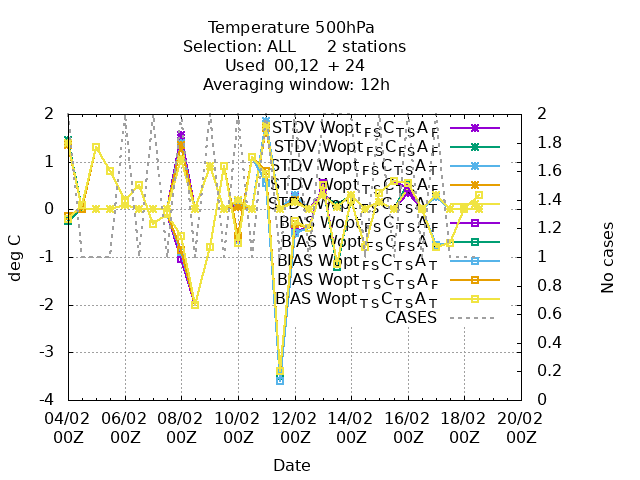 Temperature 500hPa
Selection: ALL 2 stations
Used 00,12 + 24
Averaging window: 12h
2
1
0
-1
-2
-3
-4
deg C
2
1.8
1.6
1.4
1.2
1
0.8
0.6
0.4
0.2
0
No cases
STDV Wopt FS C TS A F
STDV Wopt FS C FS A
STDV Wopt FS C TS A T
STDV Wopt TS C TS A F
STDV Wopt TS C TS A T
BIAS Wopt FS C TS A F
BIAS Wopt FS C FS A
BIAS Wopt FS C TS A T
BIAS Wopt TS C TS A F
BIAS Wopt TS C TS A T
CASES
04/02 06/02 08/02 10/02 12/02 14/02 16/02 18/02 20/02
00Z 00Z 00Z 00Z 00Z 00Z 00Z 00Z 00Z
Date